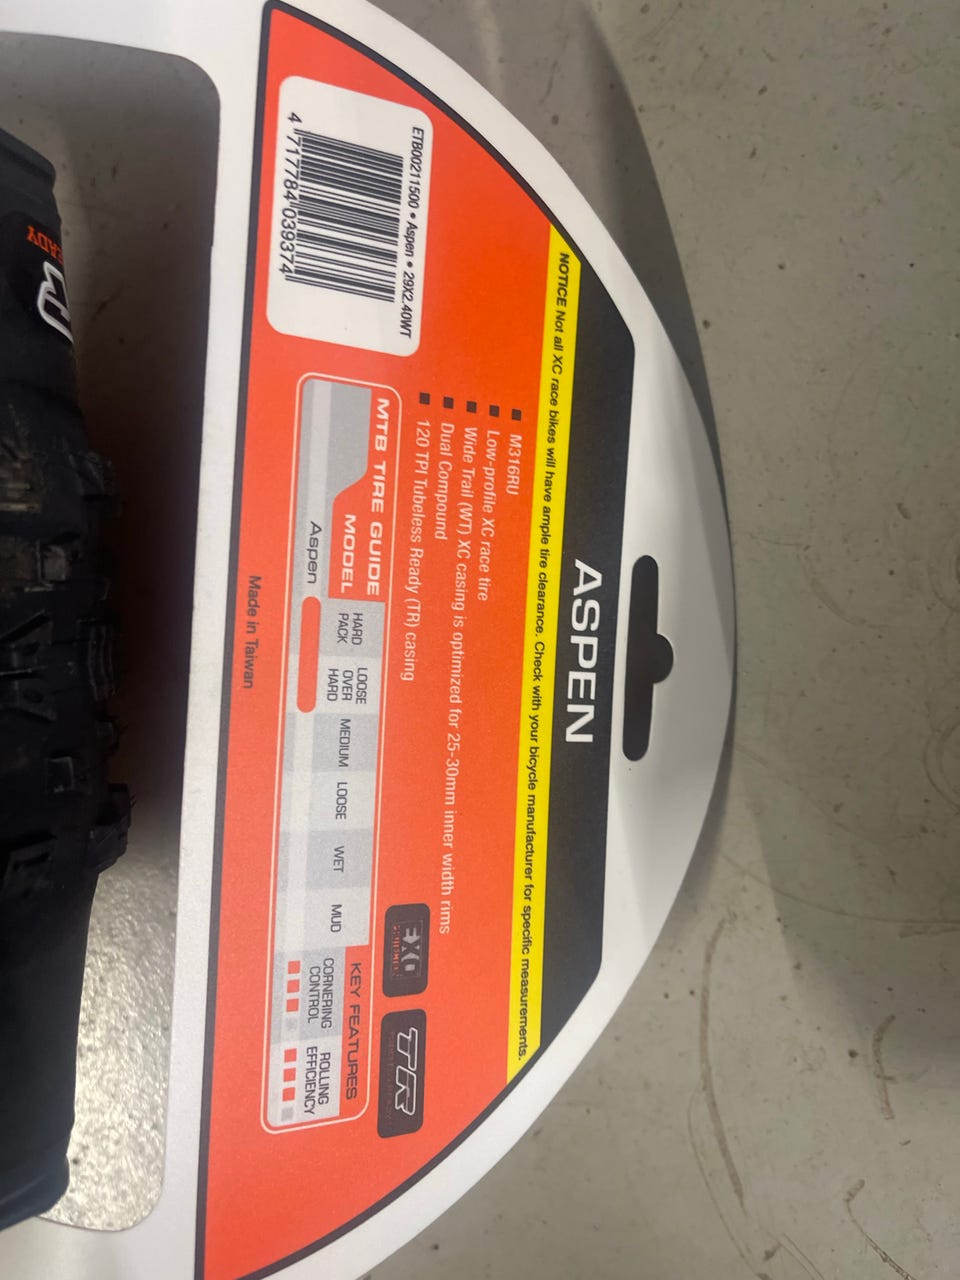 ASPEN
NOTICE Not all XC race bikes will have ample tire clearance. Check with your bicycle manufacturer for specific measurements.
M316RU
Low-profile XC race tire
Wide Trail (WT) XC casing is optimized for 25-30mm inner width rims
Dual Compound
120 TPI Tubeless Ready (TR) casing
ETB00211500 • Aspen • 29X2.40WT
4 717784 039374
EXO
TR
MTB TIRE GUIDE
KEY FEATURES
MODEL
HARD PACK
LOOSE OVER HARD
MEDIUM
LOOSE
WET
MUD
CORNERING CONTROL
ROLLING EFFICIENCY
Aspen
Made in Taiwan